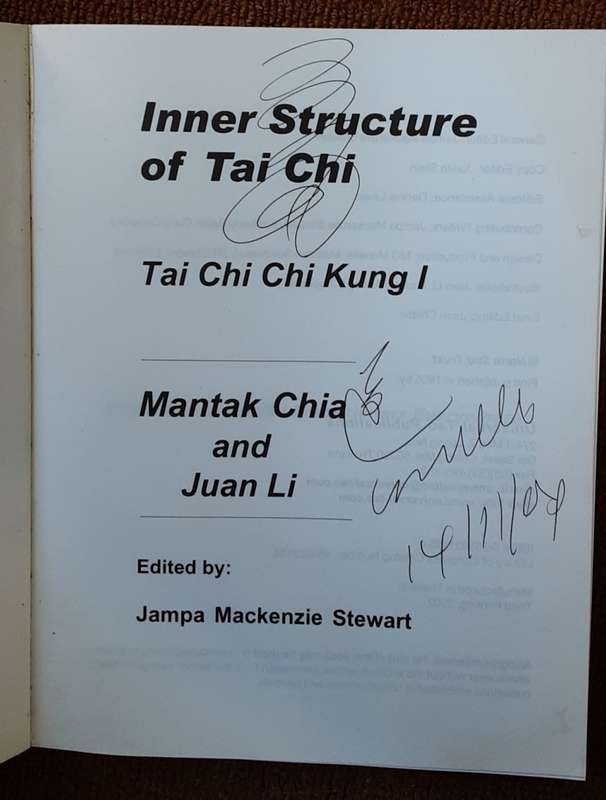 Inner Structure
of Tai Chi
Tai Chi Chi Kung I
Mantak Chia
and
Juan Li
14/11/04
Edited by:
Jampa Mackenzie Stewart